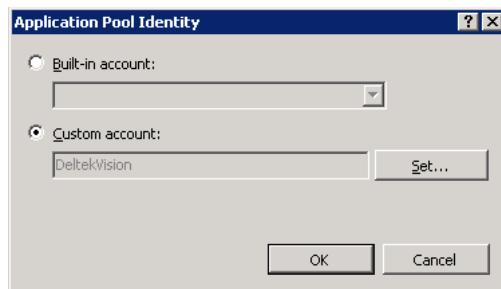 Application Pool Identity
Built-in account:
Custom account:
DeltekVision
Set...
OK
Cancel